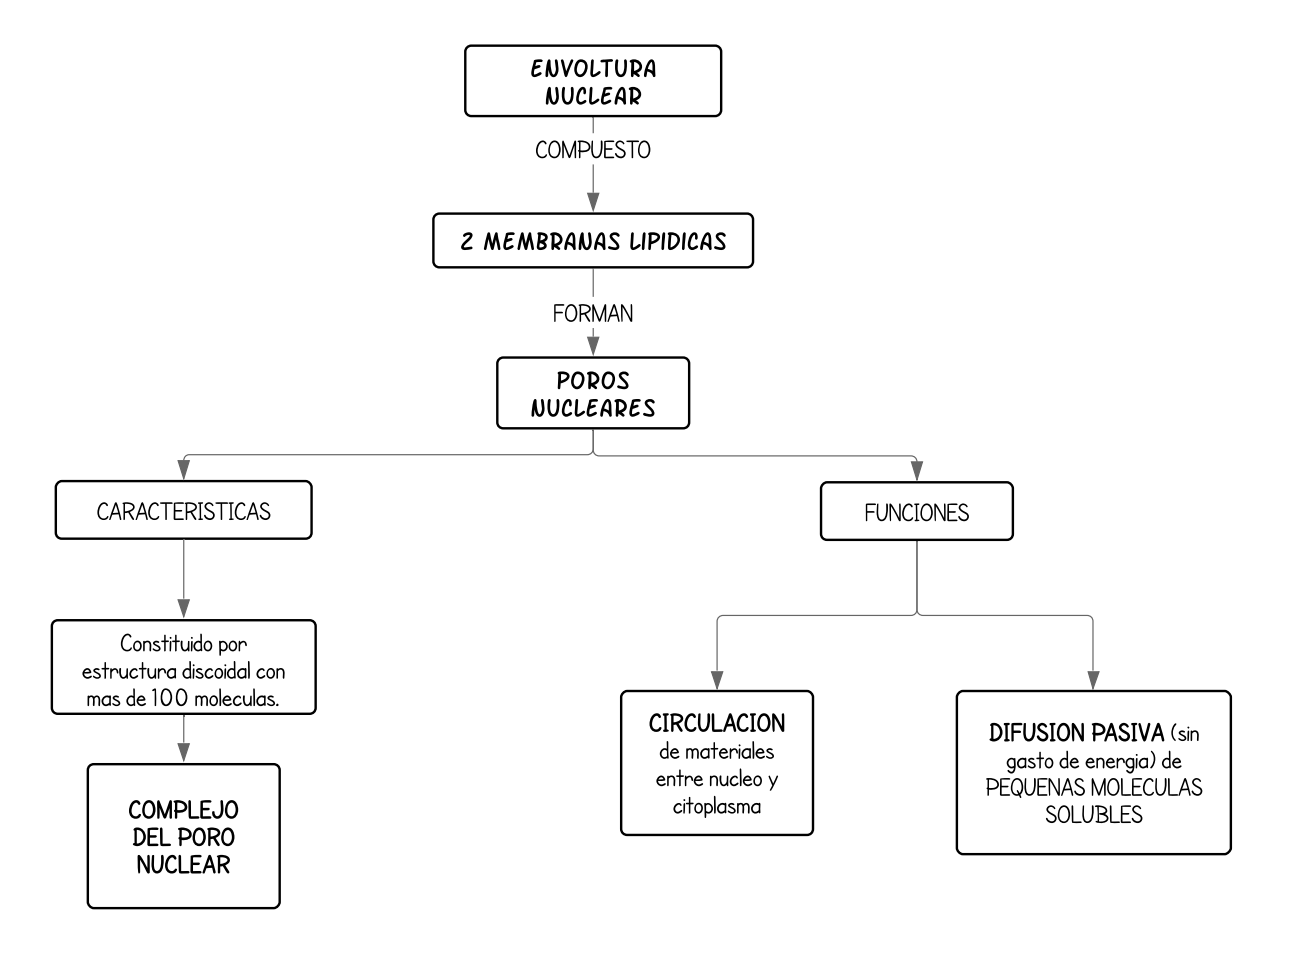 ENVOLTURA
NUCLEAR
COMPUESTO
2 MEMBRANAS LIPIDICAS
FORMAN
POROS
NUCLEARES
CARACTERISTICAS
FUNCIONES
Constituido por
estructura discoidal con
mas de 100 moleculas.
COMPLEJO
DEL PORO
NUCLEAR
CIRCULACION
de materiales
entre nucleo y
citoplasma
DIFUSION PASIVA (sin
gasto de energia) de
PEQUENAS MOLECULAS
SOLUBLES